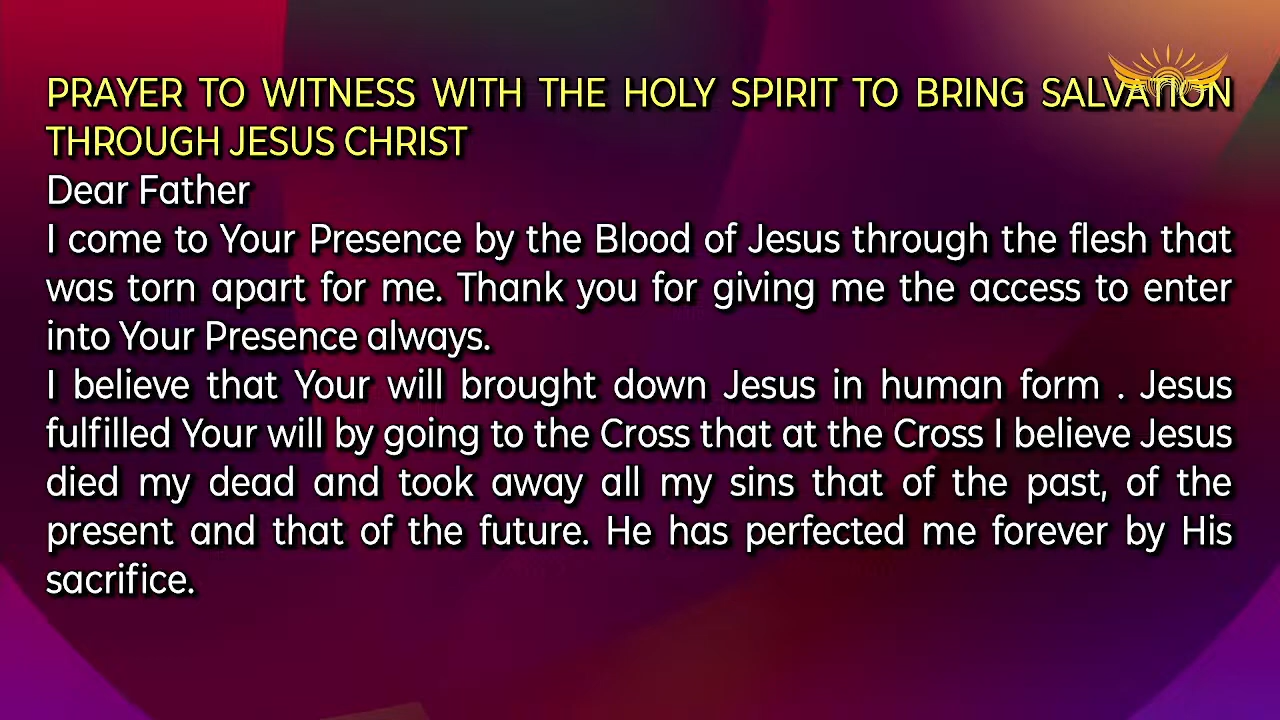 PRAYER TO WITNESS WITH THE HOLY SPIRIT TO BRING SALVATION
THROUGH JESUS CHRIST
Dear Father
I come to Your Presence by the Blood of Jesus through the flesh that
was torn apart for me. Thank you for giving me the access to enter
into Your Presence always.
I believe that Your will brought down Jesus in human form . Jesus
fulfilled Your will by going to the Cross that at the Cross I believe Jesus
died my dead and took away all my sins that of the past, of the
present and that of the future. He has perfected me forever by His
sacrifice.